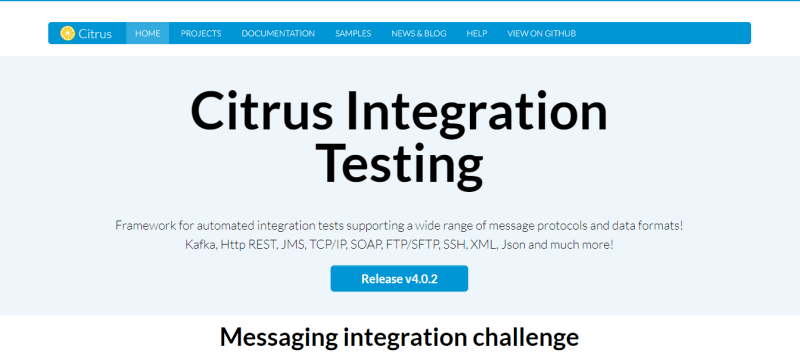 Citrus HOME PROJECTS DOCUMENTATION SAMPLES NEWS & BLOG HELP VIEW ON GITHUB
Citrus Integration
Testing
Framework for automated integration tests supporting a wide range of message protocols and data formats!
Kafka, Http REST, JMS, TCP/IP, SOAP, FTP/SFTP, SSH, XML, Json and much more!
Release v4.0.2
Messaging integration challenge